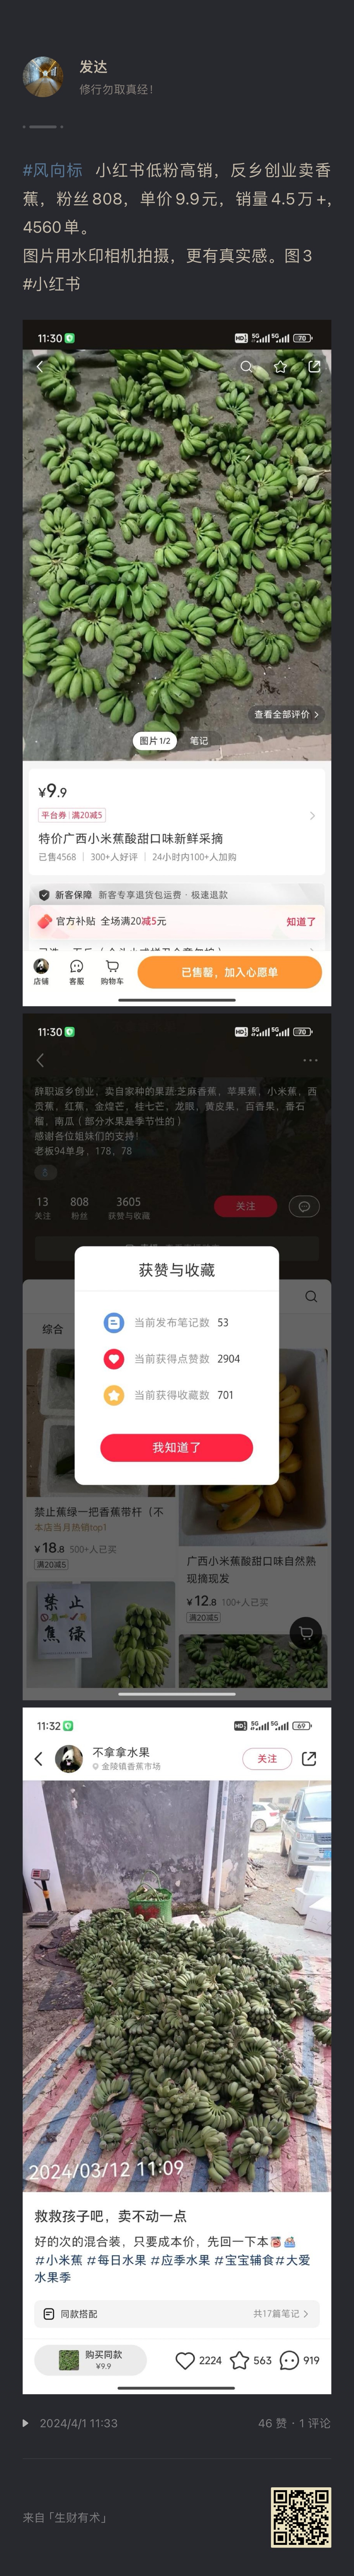 发达
修行勿取真经!
#风向标 小红书低粉高销，反乡创业卖香
蕉，粉丝808，单价9.9元，销量4.5万+,
4560单。
图片用水印相机拍摄，更有真实感。图3
#小红书
11:30
HD 5G 5G 70
查看全部评价 >
图片1/2 笔记
¥9.9
平台券 满20减5
特价广西小米蕉酸甜口味新鲜采摘
已售4568 300+人好评 24小时内100+人加购
新客保障 新客专享退货包运费 · 极速退款
官方补贴 全场满20减5元 知道了
店铺 客服 购物车 已售罄，加入心愿单
11:30
HD 5G 5G 70
辞职返乡创业，卖自家种的果蔬:芝麻香蕉，苹果蕉，小米蕉，西
贡蕉，红蕉，金煌芒，桂七芒，龙眼，黄皮果，百香果，番石
榴，南瓜（部分水果是季节性的）
感谢各位姐妹们的支持！
老板94单身，178，78
13 808 3605
关注 粉丝 获赞与收藏
关注
获赞与收藏
综合
当前发布笔记数 53
当前获得点赞数 2904
当前获得收藏数 701
我知道了
禁止蕉绿一把香蕉带杆（不
本店当月热销top1
¥18.8 500+人已买
满20减5
广西小米蕉酸甜口味自然熟
现摘现发
¥12.8 100+人已买
满20减5
禁止
蕉绿
11:32
HD 5G 5G 69
不拿拿水果
金陵镇香蕉市场
关注
2024/03/12 11:09
救救孩子吧，卖不动一点
好的次的混合装，只要成本价，先回一下本
#小米蕉 #每日水果 #应季水果 #宝宝辅食#大爱
水果季
同款搭配 共17篇笔记 >
购买同款
¥9.9
2224 563 919
2024/4/1 11:33 46 赞 · 1 评论
来自「生财有术」